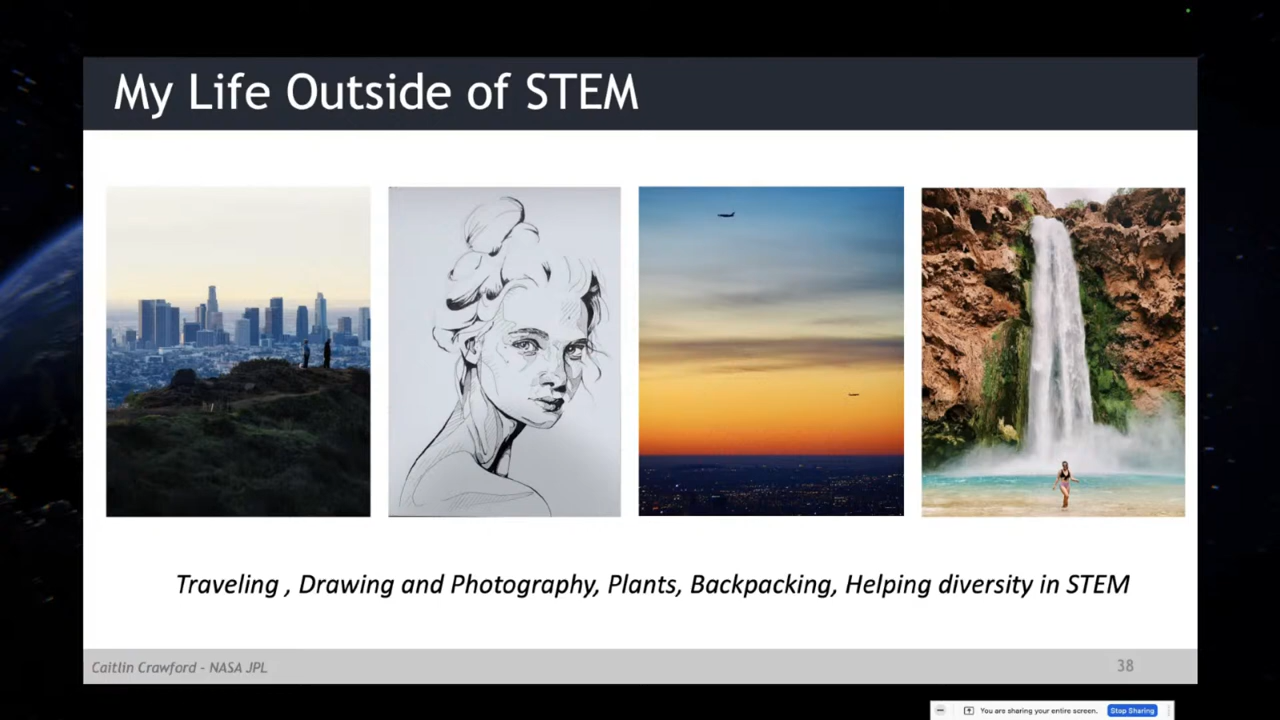 My Life Outside of STEM
Traveling , Drawing and Photography, Plants, Backpacking, Helping diversity in STEM
Caitlin Crawford - NASA JPL
38
You are sharing your entire screen.
Stop Sharing